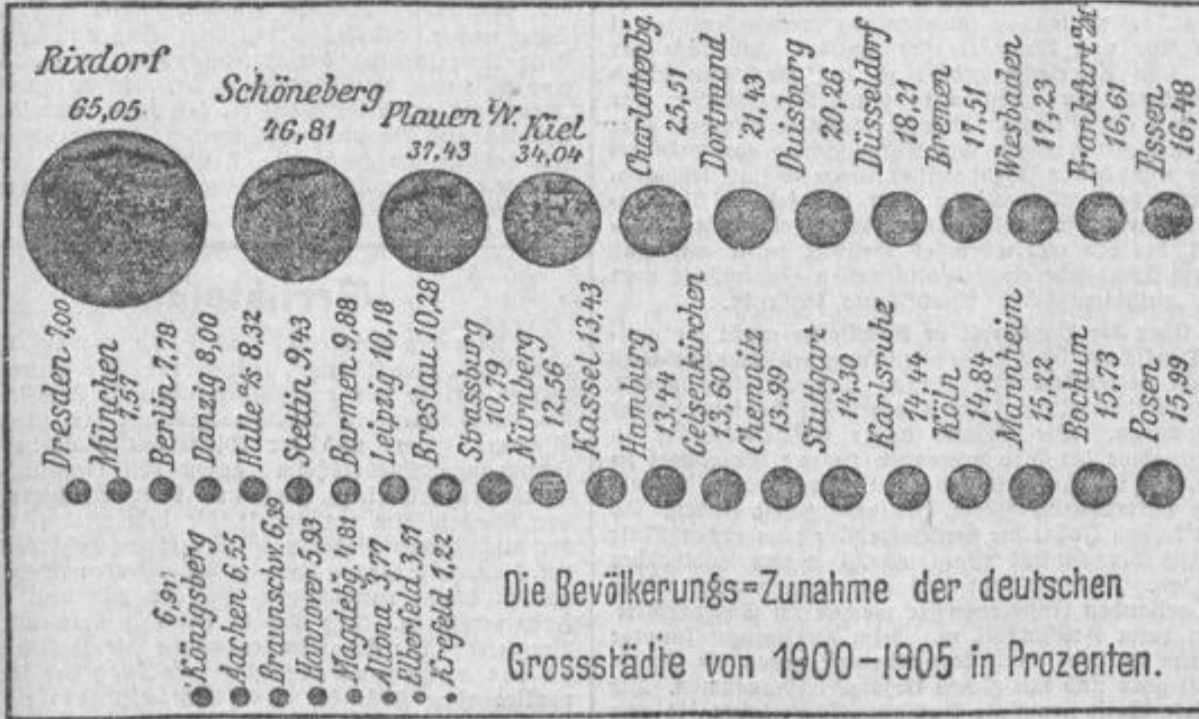 Rixdorf
65,05
Schöneberg
46,81
Plauen i/V.
37,43
Kiel
34,04
Charlottenbg.
25,51
Dortmund
21,43
Duisburg
20,26
Düsseldorf
18,21
Bremen
17,51
Wiesbaden
17,23
Frankfurt a/M.
16,61
Essen
16,48
Dresden 7,00
München
7,57
Berlin 7,78
Danzig 8,00
Halle a/S 8,32
Stettin 9,43
Barmen 9,88
Leipzig 10,18
Breslau 10,28
Strassburg
10,79
Nürnberg
12,56
Kassel 13,43
Hamburg
13,44
Gelsenkirchen
13,60
Chemnitz
13,99
Stuttgart
14,30
Karlsruhe
14,44
Köln
14,84
Mannheim
15,22
Bochum
15,73
Posen
15,99
Königsberg
6,91
Aachen 6,55
Braunschw. 6,39
Hannover 5,93
Magdebg. 4,81
Altona 3,77
Elberfeld 3,51
Krefeld 1,22
Die Bevölkerungs=Zunahme der deutschen
Grossstädte von 1900-1905 in Prozenten.